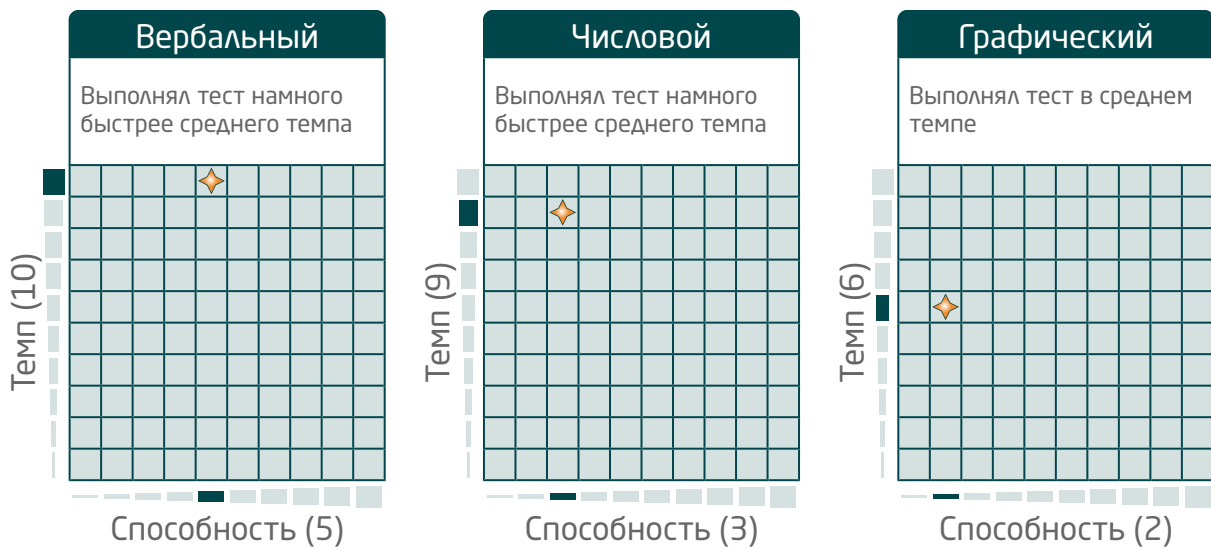 Вербальный
Выполнял тест намного
быстрее среднего темпа
Темп (10)
Способность (5)
Числовой
Выполнял тест намного
быстрее среднего темпа
Темп (9)
Способность (3)
Графический
Выполнял тест в среднем
темпе
Темп (6)
Способность (2)